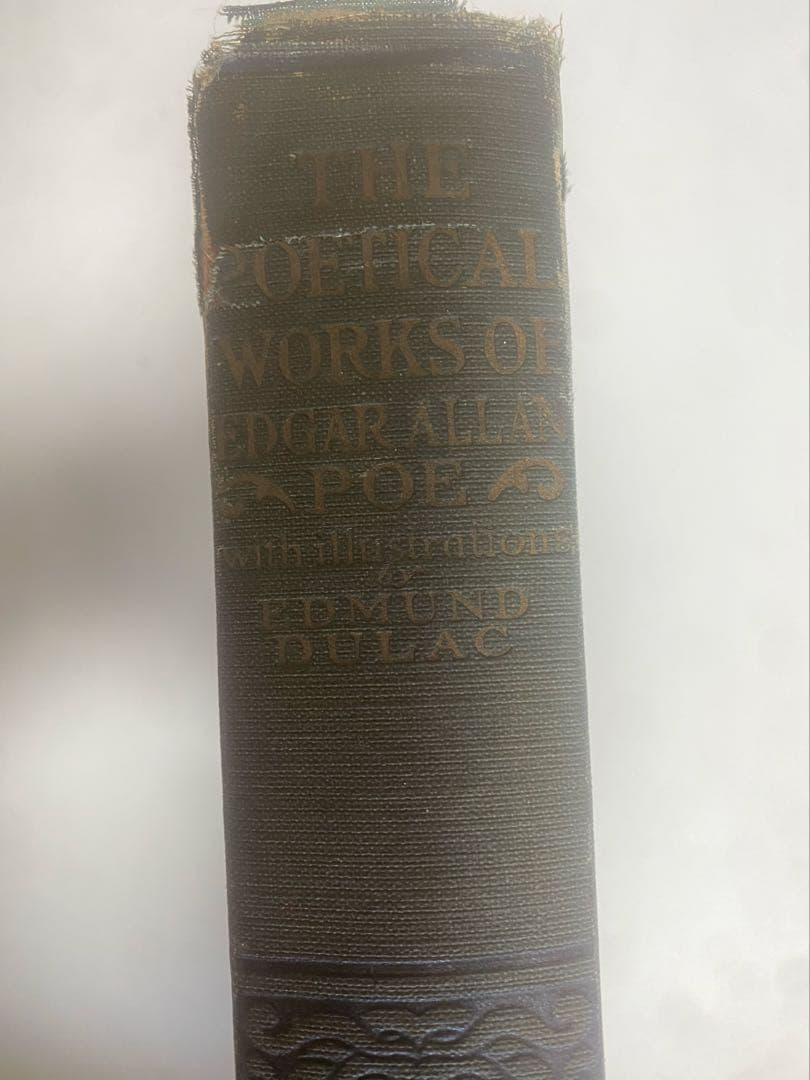 THE
POETICAL
WORKS OF
EDGAR ALLAN
POE
with illustrations
by
EDMUND
DULAC